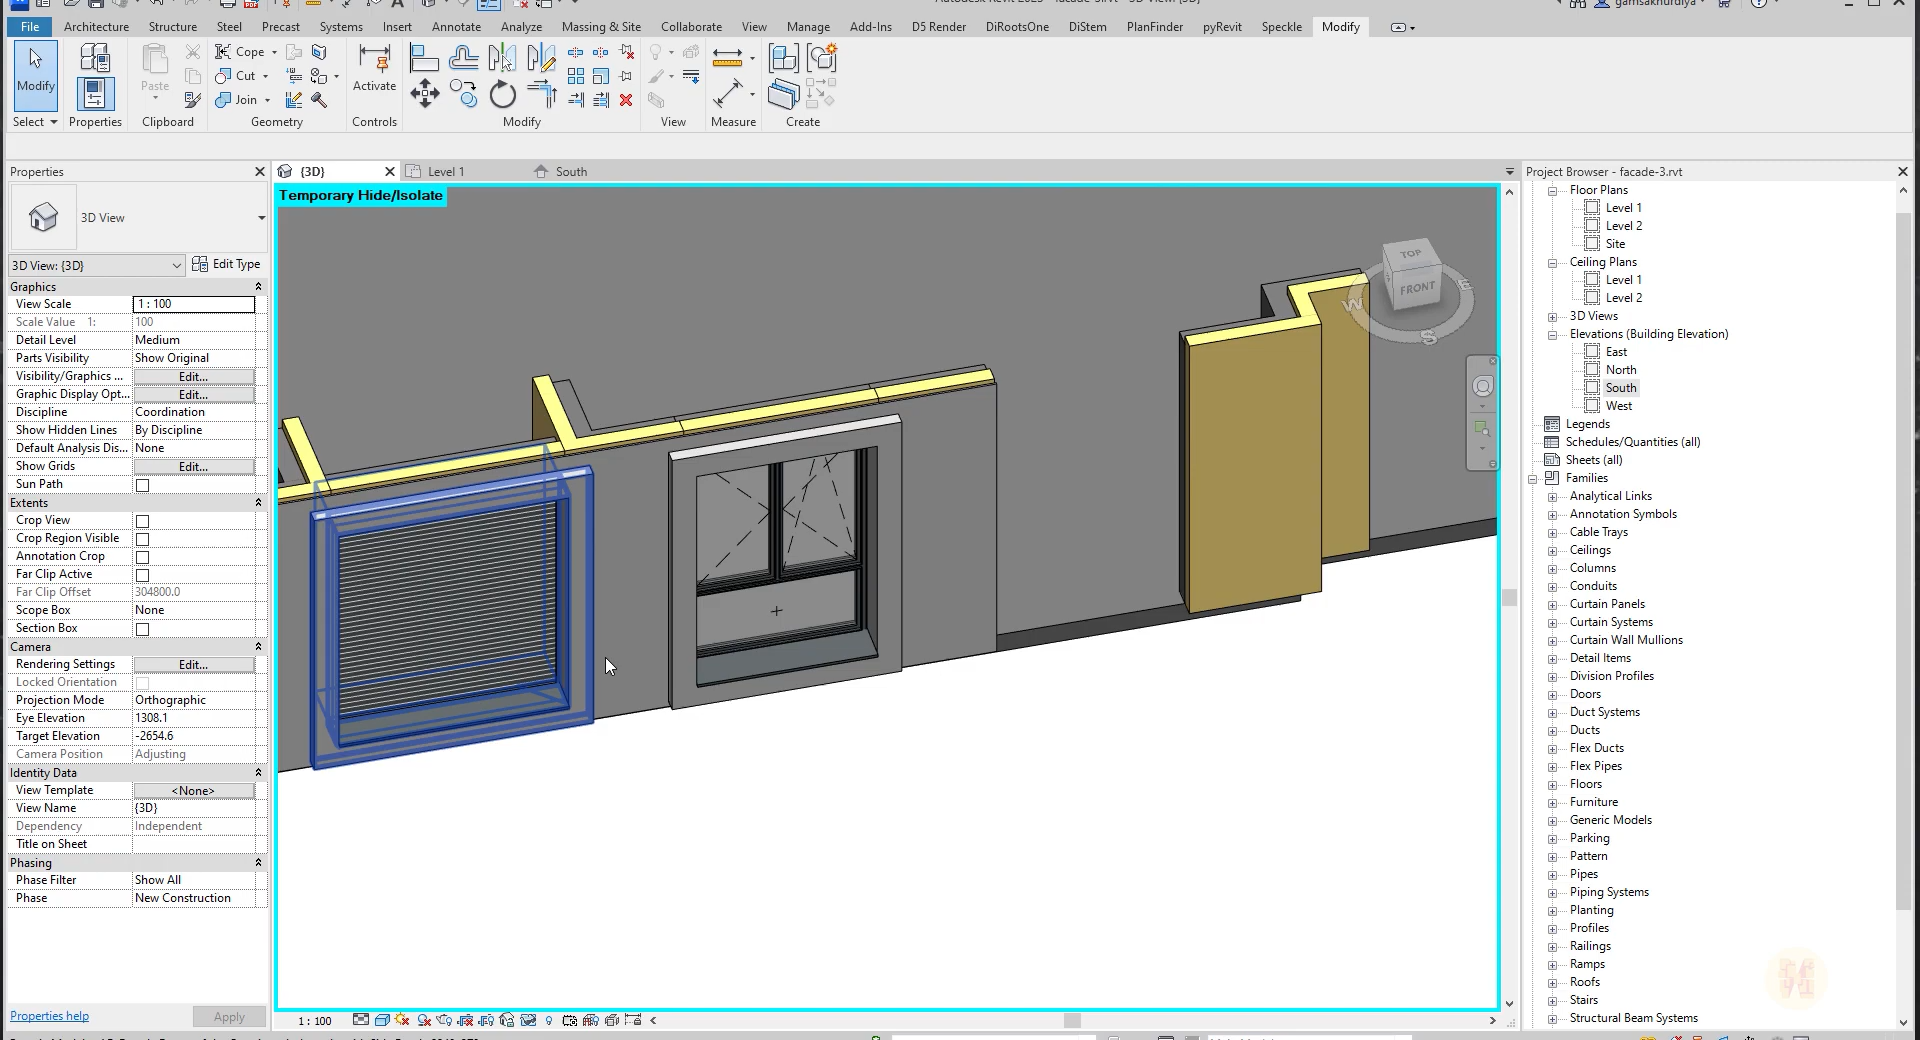 gamsakhurdiya
File Architecture Structure Steel Precast Systems Insert Annotate Analyze Massing & Site Collaborate View Manage Add-Ins D5 Render DiRootsOne DiStem PlanFinder pyRevit Speckle Modify
Modify Paste Cope Cut Join Activate
Select Properties Clipboard Geometry Controls Modify View Measure Create
Properties
{3D} Level 1 South
Project Browser - facade-3.rvt
3D View
3D View: {3D} Edit Type
Graphics
View Scale 1 : 100
Scale Value 1: 100
Detail Level Medium
Parts Visibility Show Original
Visibility/Graphics ... Edit...
Graphic Display Opt... Edit...
Discipline Coordination
Show Hidden Lines By Discipline
Default Analysis Dis... None
Show Grids Edit...
Sun Path
Extents
Crop View
Crop Region Visible
Annotation Crop
Far Clip Active
Far Clip Offset 304800.0
Scope Box None
Section Box
Camera
Rendering Settings Edit...
Locked Orientation
Projection Mode Orthographic
Eye Elevation 1308.1
Target Elevation -2654.6
Camera Position Adjusting
Identity Data
View Template <None>
View Name {3D}
Dependency Independent
Title on Sheet
Phasing
Phase Filter Show All
Phase New Construction
Properties help Apply
Temporary Hide/Isolate
TOP
FRONT
W E
S
1 : 100
Floor Plans
Level 1
Level 2
Site
Ceiling Plans
Level 1
Level 2
3D Views
Elevations (Building Elevation)
East
North
South
West
Legends
Schedules/Quantities (all)
Sheets (all)
Families
Analytical Links
Annotation Symbols
Cable Trays
Ceilings
Columns
Conduits
Curtain Panels
Curtain Systems
Curtain Wall Mullions
Detail Items
Division Profiles
Doors
Duct Systems
Ducts
Flex Ducts
Flex Pipes
Floors
Furniture
Generic Models
Parking
Pattern
Pipes
Piping Systems
Planting
Profiles
Railings
Ramps
Roofs
Stairs
Structural Beam Systems